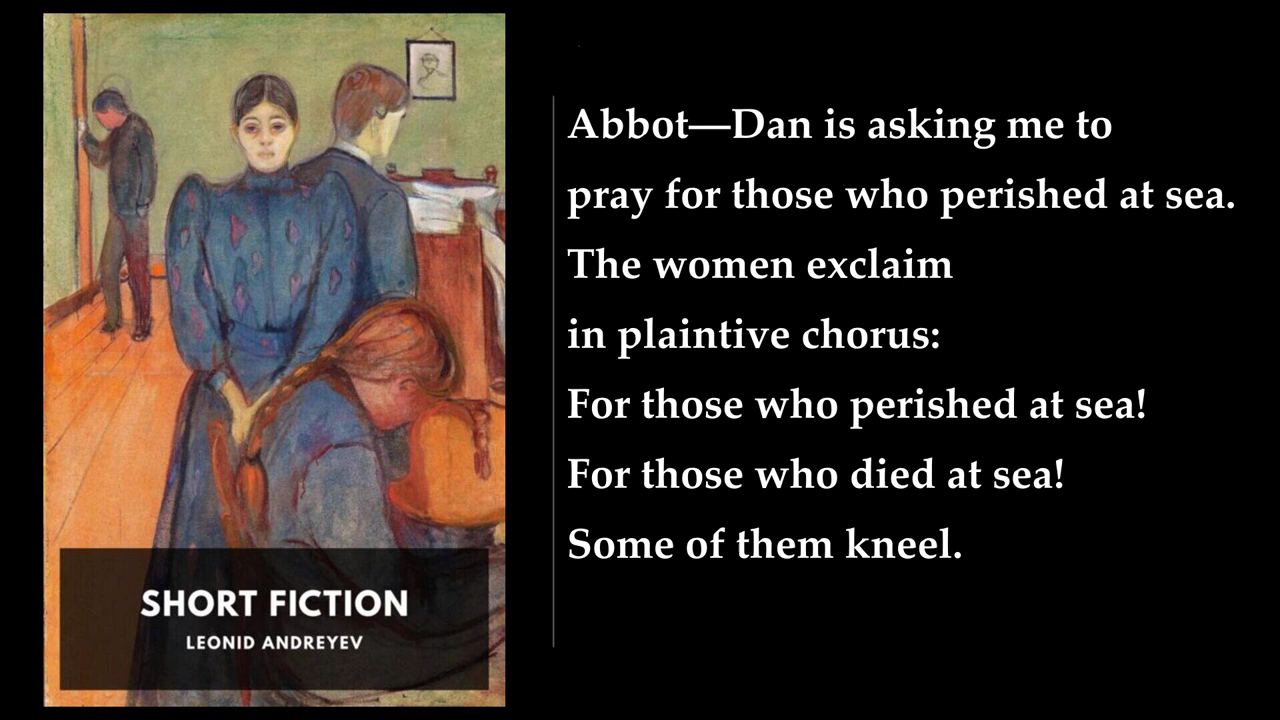 SHORT FICTION
LEONID ANDREYEV
Abbot—Dan is asking me to
pray for those who perished at sea.
The women exclaim
in plaintive chorus:
For those who perished at sea!
For those who died at sea!
Some of them kneel.